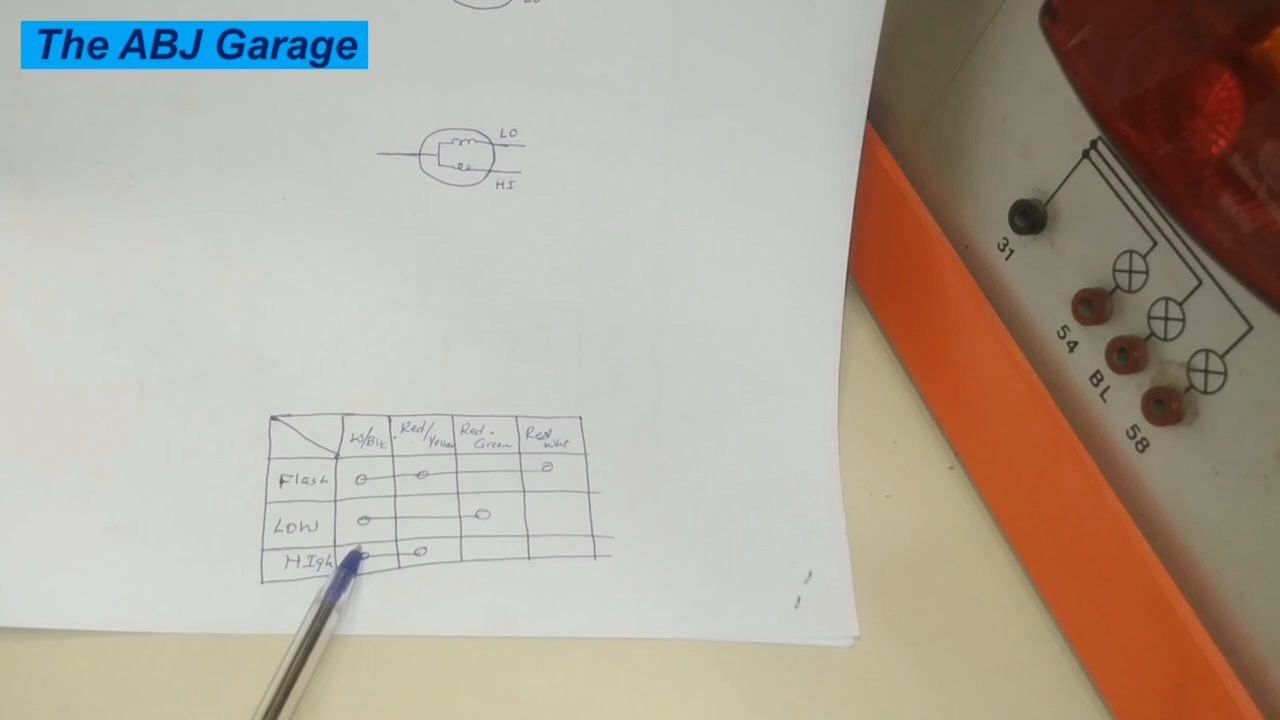 The ABJ Garage
LO
HI
W/Blk
Red/Yellow
Red.
Green
Red
Wht
Flash
LOW
HIgh
31
54
BL
58